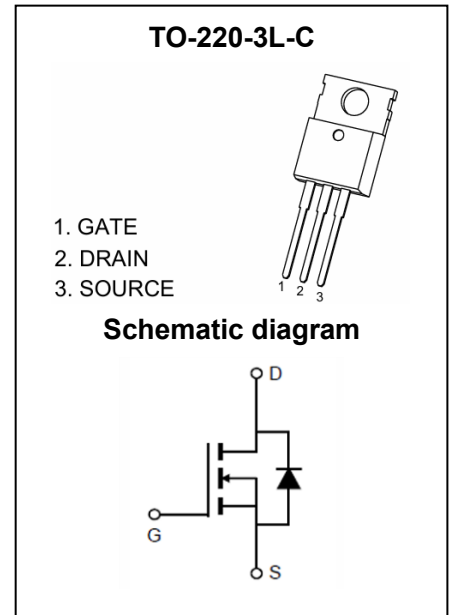 TO-220-3L-C
1. GATE
2. DRAIN
3. SOURCE
1 2 3
Schematic diagram
D
G
S